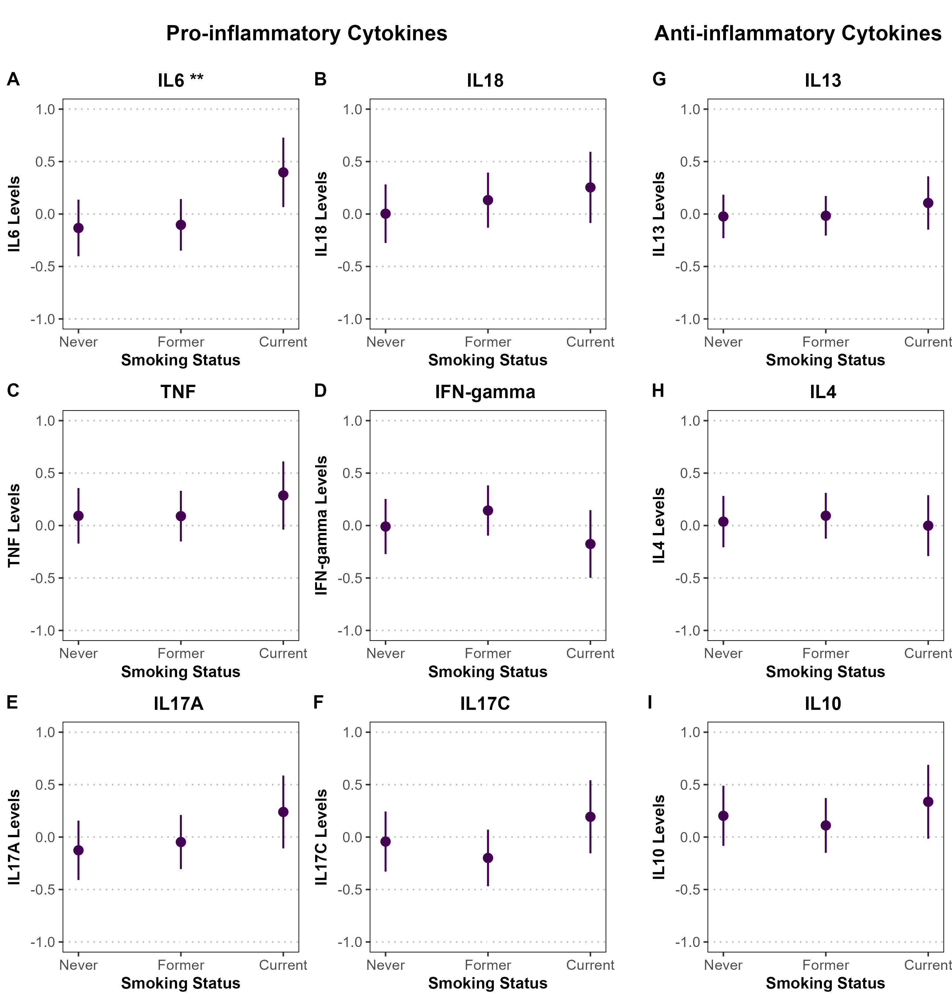 Pro-inflammatory Cytokines
Anti-inflammatory Cytokines
A
IL6 **
IL6 Levels
1.0
0.5
0.0
-0.5
-1.0
Never Former Current
Smoking Status
B
IL18
IL18 Levels
1.0
0.5
0.0
-0.5
-1.0
Never Former Current
Smoking Status
G
IL13
IL13 Levels
1.0
0.5
0.0
-0.5
-1.0
Never Former Current
Smoking Status
C
TNF
TNF Levels
1.0
0.5
0.0
-0.5
-1.0
Never Former Current
Smoking Status
D
IFN-gamma
IFN-gamma Levels
1.0
0.5
0.0
-0.5
-1.0
Never Former Current
Smoking Status
H
IL4
IL4 Levels
1.0
0.5
0.0
-0.5
-1.0
Never Former Current
Smoking Status
E
IL17A
IL17A Levels
1.0
0.5
0.0
-0.5
-1.0
Never Former Current
Smoking Status
F
IL17C
IL17C Levels
1.0
0.5
0.0
-0.5
-1.0
Never Former Current
Smoking Status
I
IL10
IL10 Levels
1.0
0.5
0.0
-0.5
-1.0
Never Former Current
Smoking Status